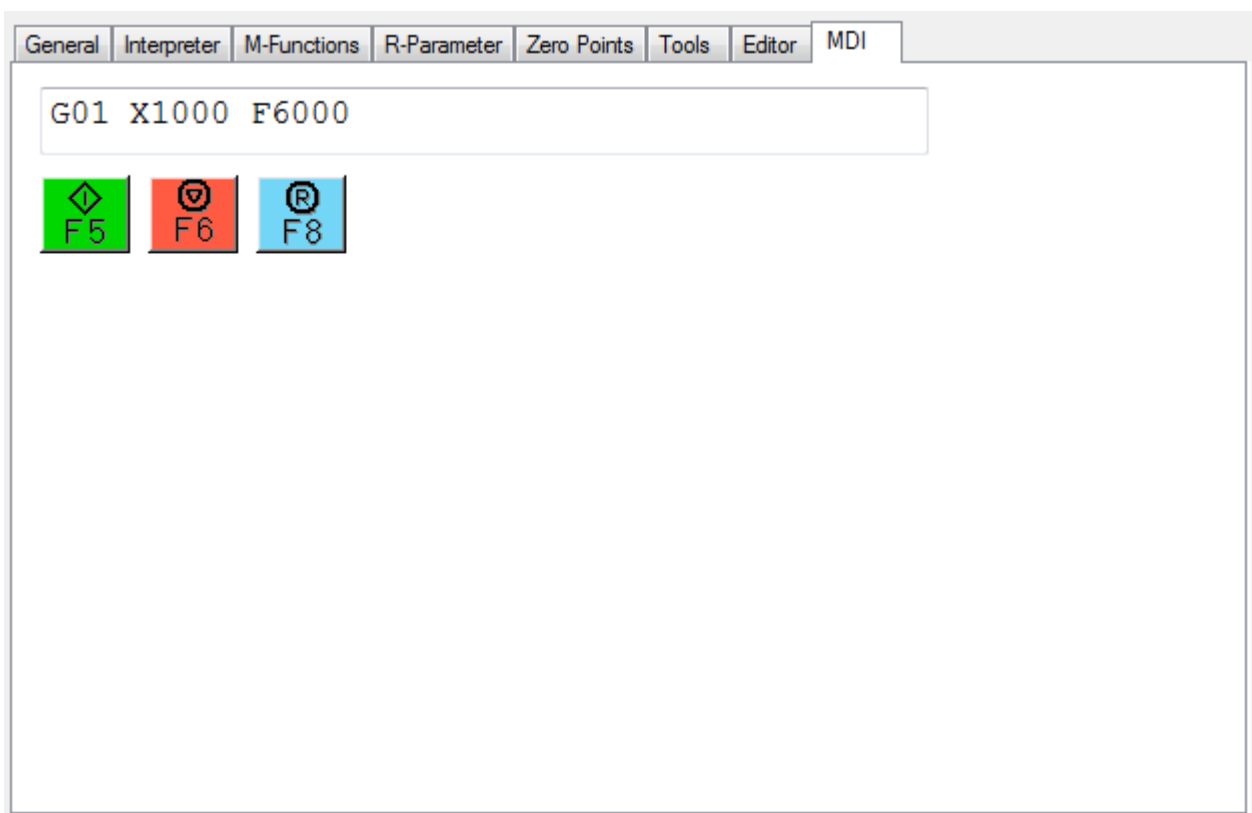 General Interpreter M-Functions R-Parameter Zero Points Tools Editor MDI
G01 X1000 F6000
I R
F5 F6 F8